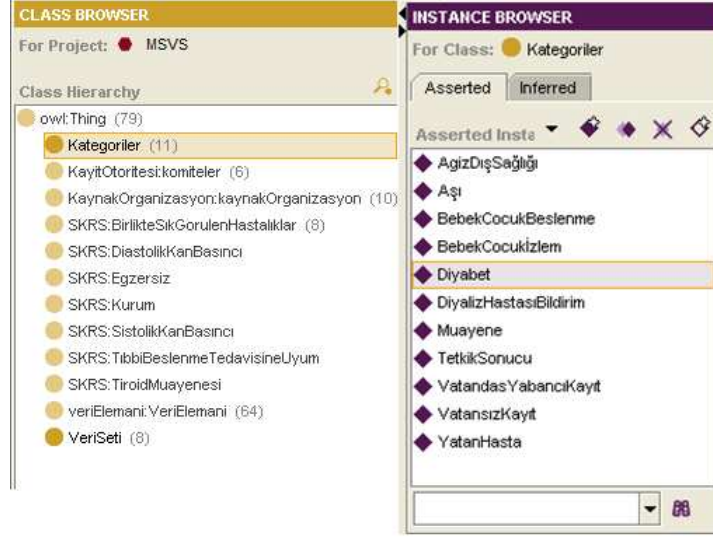 CLASS BROWSER
For Project: MSVS
Class Hierarchy
owl:Thing (79)
Kategoriler (11)
KayitOtoritesi:komiteler (6)
KaynakOrganizasyon:kaynakOrganizasyon (10)
SKRS:BirlikteSıkGorulenHastalıklar (8)
SKRS:DiastolikKanBasıncı
SKRS:Egzersiz
SKRS:Kurum
SKRS:SistolikKanBasıncı
SKRS:TıbbiBeslenmeTedavisineUyum
SKRS:TiroidMuayenesi
veriElemani:VeriElemani (64)
VeriSeti (8)
INSTANCE BROWSER
For Class: Kategoriler
Asserted Inferred
Asserted Insta
AgizDışSağlığı
Aşı
BebekCocukBeslenme
BebekCocukİzlem
Diyabet
DiyalizHastasıBildirim
Muayene
TetkikSonucu
VatandasYabancıKayıt
VatansızKayıt
YatanHasta